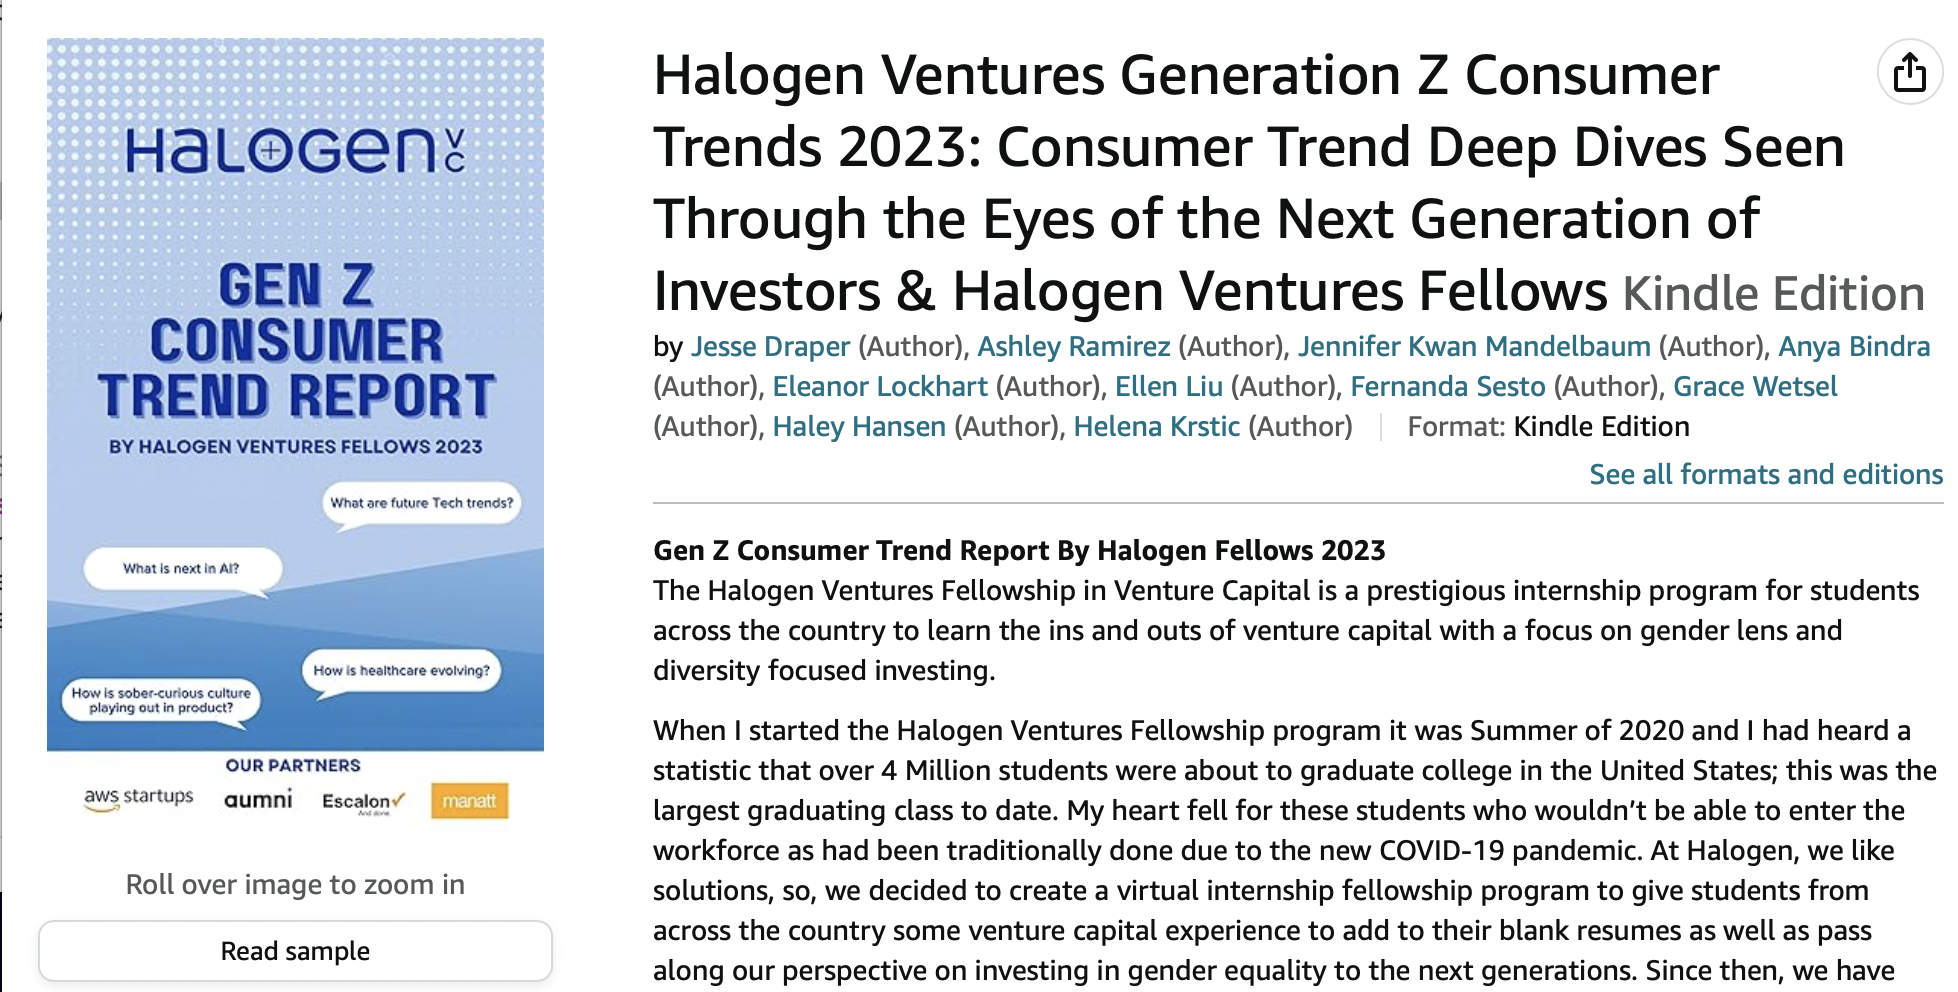 HALOGEN VC
GEN Z
CONSUMER
TREND REPORT
BY HALOGEN VENTURES FELLOWS 2023
What are future Tech trends?
What is next in AI?
How is healthcare evolving?
How is sober-curious culture
playing out in product?
OUR PARTNERS
aws startups
aumni
Escalon
And done.
manatt
Roll over image to zoom in
Read sample
Halogen Ventures Generation Z Consumer
Trends 2023: Consumer Trend Deep Dives Seen
Through the Eyes of the Next Generation of
Investors & Halogen Ventures Fellows Kindle Edition
by Jesse Draper (Author), Ashley Ramirez (Author), Jennifer Kwan Mandelbaum (Author), Anya Bindra
(Author), Eleanor Lockhart (Author), Ellen Liu (Author), Fernanda Sesto (Author), Grace Wetsel
(Author), Haley Hansen (Author), Helena Krstic (Author) | Format: Kindle Edition
See all formats and editions
Gen Z Consumer Trend Report By Halogen Fellows 2023
The Halogen Ventures Fellowship in Venture Capital is a prestigious internship program for students
across the country to learn the ins and outs of venture capital with a focus on gender lens and
diversity focused investing.
When I started the Halogen Ventures Fellowship program it was Summer of 2020 and I had heard a
statistic that over 4 Million students were about to graduate college in the United States; this was the
largest graduating class to date. My heart fell for these students who wouldn’t be able to enter the
workforce as had been traditionally done due to the new COVID-19 pandemic. At Halogen, we like
solutions, so, we decided to create a virtual internship fellowship program to give students from
across the country some venture capital experience to add to their blank resumes as well as pass
along our perspective on investing in gender equality to the next generations. Since then, we have